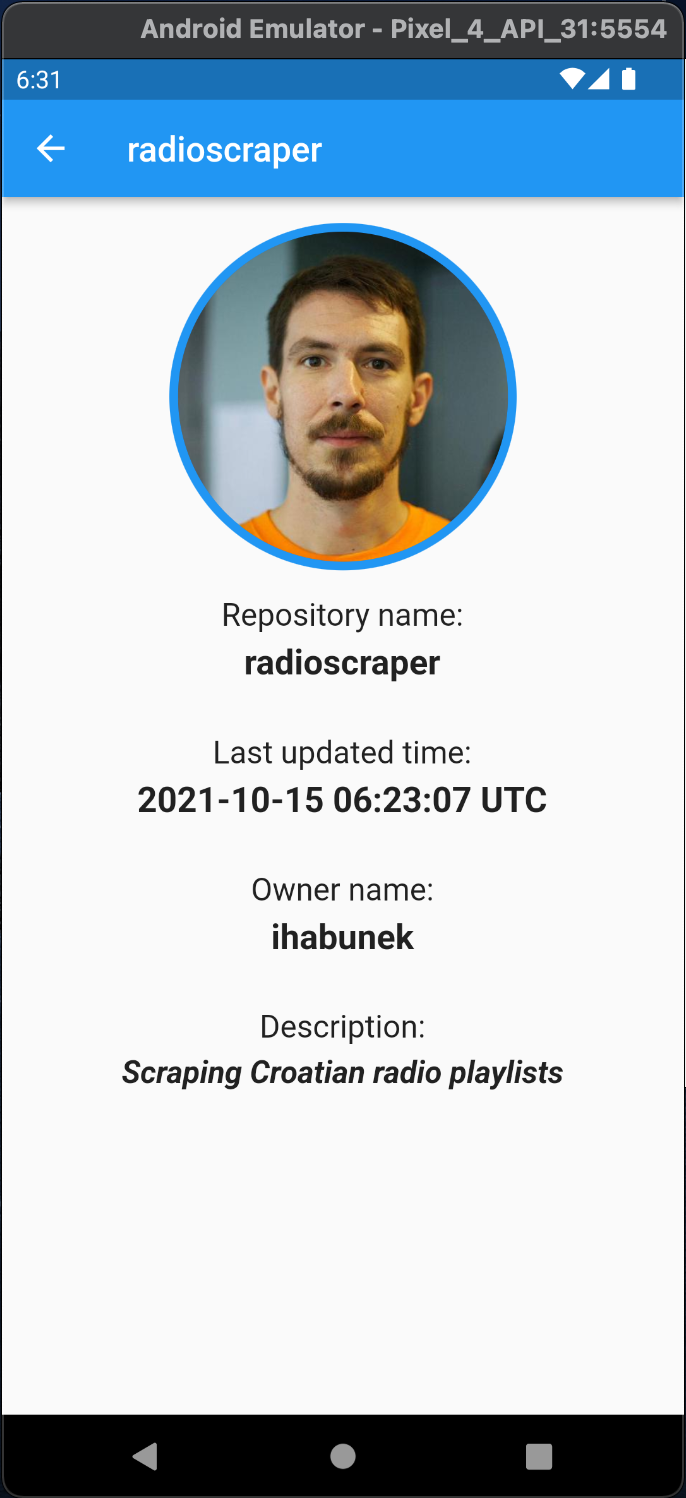 Android Emulator - Pixel_4_API_31:5554
6:31
radioscraper
Repository name:
radioscraper
Last updated time:
2021-10-15 06:23:07 UTC
Owner name:
ihabunek
Description:
Scraping Croatian radio playlists